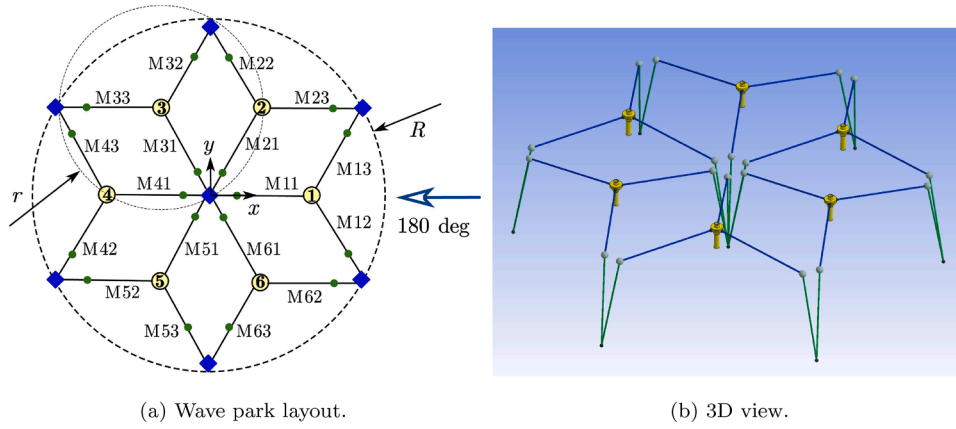 M32
M22
M33
3
2
M23
M43
M31
M21
R
y
M13
r
4
M41
M11
1
x
180 deg
M42
M51
M61
M12
5
6
M52
M62
M53
M63
(a) Wave park layout.
(b) 3D view.